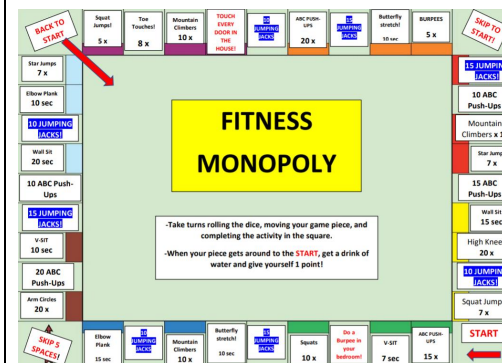 BACK TO
START
Squat
Jumps!
5 x
Toe
Touches!
8 x
Mountain
Climbers
10 x
TOUCH
EVERY
DOOR IN
THE
HOUSE!
10
JUMPING
JACKS
ABC PUSH-
UPS
20 x
JUMPING
JACKS
Butterfly
stretch!
10 sec
BURPEES
5 x
SKIP TO
START!
Star Jumps
7 x
Elbow Plank
10 sec
10 JUMPING
JACKS!
Wall Sit
20 sec
10 ABC Push-
Ups
15 JUMPING
JACKS!
V-SIT
10 sec
20 ABC
Push-Ups
Arm Circles
20 x
SKIP 5
SPACES!
FITNESS
MONOPOLY
-Take turns rolling the dice, moving your game piece, and
completing the activity in the square.
-When your piece gets around to the START, get a drink of
water and give yourself 1 point!
15 JUMPIN
JACKS!
10 ABC
Push-Ups
Mountain
Climbers x 1
Star Jump
7 x
15 ABC
Push-Ups
Wall Sit
15 sec
High Knee
20 x
10 JUMPIN
JACKS!
Squat Jump
7 x
START
Elbow
Plank
15 sec
JUMPING
JACKS
Mountain
Climbers
10 x
Butterfly
stretch!
10 sec
JUMPING
JACKS
Squats
10 x
Do a
Burpee in
your
bedroom!
V-SIT
7 sec
ABC PUSH-
UPS
15 x